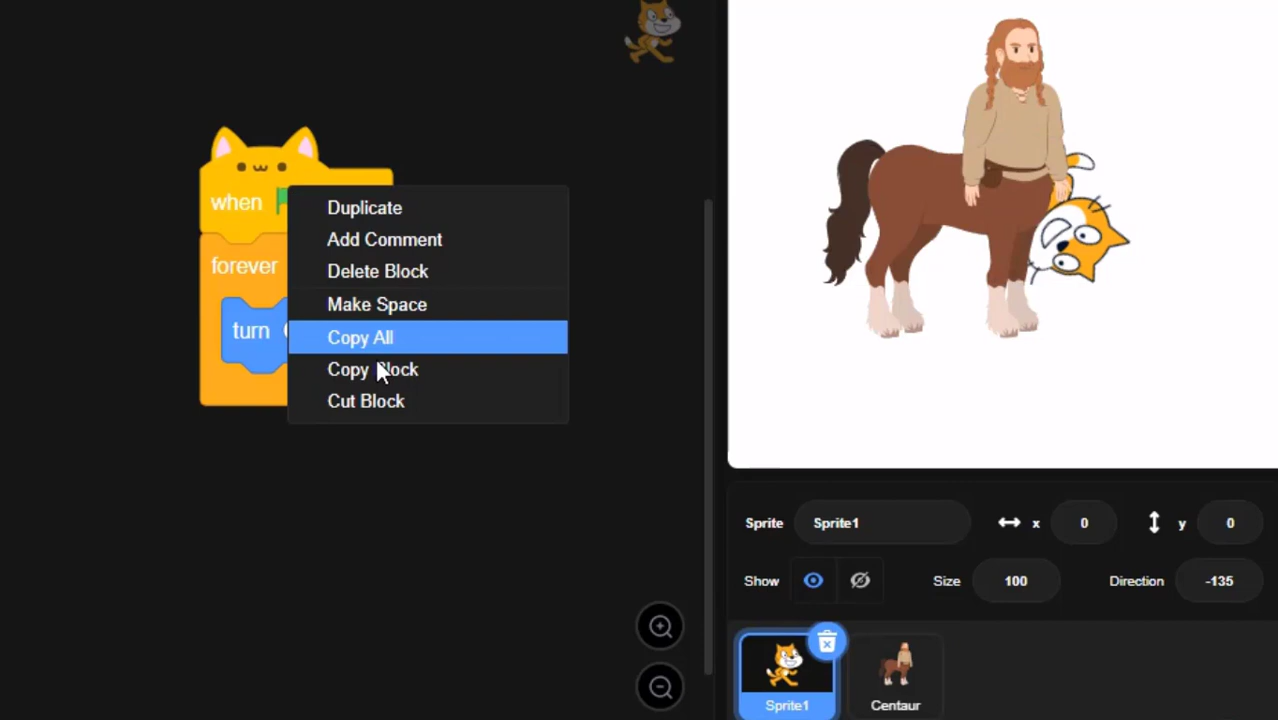 when
forever
turn
Duplicate
Add Comment
Delete Block
Make Space
Copy All
Copy Block
Cut Block
Sprite Sprite1 x 0 y 0
Show Size 100 Direction -135
Sprite1 Centaur